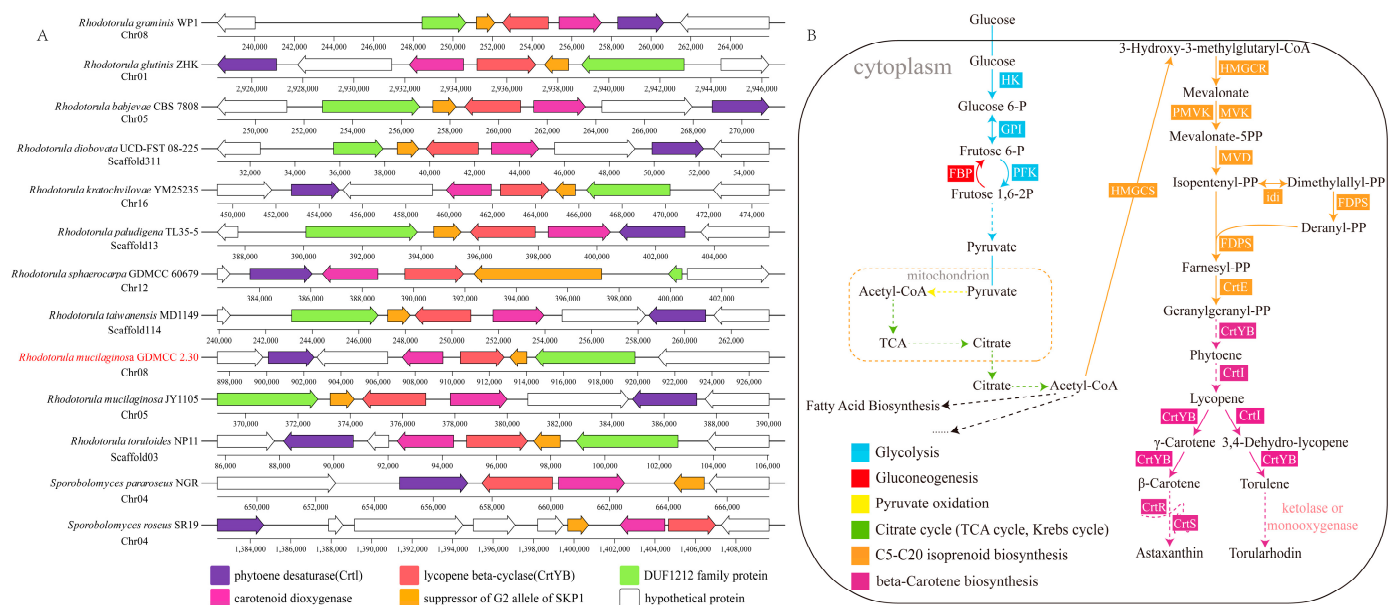 A
Rhodotorula graminis WP1
Chr08
240,000 242,000 244,000 246,000 248,000 250,000 252,000 254,000 256,000 258,000 260,000 262,000 264,000
Rhodotorula glutinis ZHK
Chr01
2,926,000 2,928,000 2,930,000 2,932,000 2,934,000 2,936,000 2,938,000 2,940,000 2,942,000 2,944,000 2,946,000
Rhodotorula babjevae CBS 7808
Chr05
250,000 252,000 254,000 256,000 258,000 260,000 262,000 264,000 266,000 268,000 270,000
Rhodotorula diobovata UCD-FST 08-225
Scaffold311
32,000 34,000 36,000 38,000 40,000 42,000 44,000 46,000 48,000 50,000 52,000 54,000
Rhodotorula kratochvilovae YM25235
Chr16
450,000 452,000 454,000 456,000 458,000 460,000 462,000 464,000 466,000 468,000 470,000 472,000 474,000
Rhodotorula paludigena TL35-5
Scaffold13
388,000 390,000 392,000 394,000 396,000 398,000 400,000 402,000 404,000
Rhodotorula sphaerocarpa GDMCC 60679
Chr12
384,000 386,000 388,000 390,000 392,000 394,000 396,000 398,000 400,000 402,000
Rhodotorula taiwanensis MD1149
Scaffold114
240,000 242,000 244,000 246,000 248,000 250,000 252,000 254,000 256,000 258,000 260,000 262,000
Rhodotorula mucilaginosa GDMCC 2.30
Chr08
898,000 900,000 902,000 904,000 906,000 908,000 910,000 912,000 914,000 916,000 918,000 920,000 922,000 925,000 927,000
Rhodotorula mucilaginosa JY1105
Chr05
370,000 372,000 374,000 376,000 378,000 380,000 382,000 384,000 386,000 388,000 390,000
Rhodotorula toruloides NP11
Scaffold03
86,000 88,000 90,000 92,000 94,000 96,000 98,000 100,000 102,000 104,000 106,000
Sporobolomyces pararoseus NGR
Chr04
650,000 652,000 654,000 656,000 658,000 660,000 662,000 664,000 666,000
Sporobolomyces roseus SR19
Chr04
1,384,000 1,386,000 1,388,000 1,390,000 1,392,000 1,394,000 1,396,000 1,398,000 1,400,000 1,402,000 1,404,000 1,406,000 1,408,000
phytoene desaturase(CrtI)
lycopene beta-cyclase(CrtYB)
DUF1212 family protein
carotenoid dioxygenase
suppressor of G2 allele of SKP1
hypothetical protein
B
cytoplasm
Glucose
Glucose
HK
Glucose 6-P
GPI
Frutose 6-P
FBP
PFK
Frutose 1,6-2P
Pyruvate
mitochondrion
Acetyl-CoA
Pyruvate
TCA
Citrate
Citrate
Acetyl-CoA
Fatty Acid Biosynthesis
......
HMGCS
3-Hydroxy-3-methylglutaryl-CoA
HMGCR
Mevalonate
PMVK
MVK
Mevalonate-5PP
MVD
Isopentenyl-PP
idi
Dimethylallyl-PP
FDPS
Deranyl-PP
FDPS
Farnesyl-PP
CrtE
Geranylgeranyl-PP
CrtYB
Phytoene
CrtI
Lycopene
CrtYB
CrtI
γ-Carotene
3,4-Dehydro-lycopene
CrtYB
CrtYB
β-Carotene
Torulene
CrtR
CrtS
ketolase or
monooxygenase
Astaxanthin
Torularhodin
Glycolysis
Gluconeogenesis
Pyruvate oxidation
Citrate cycle (TCA cycle, Krebs cycle)
C5-C20 isoprenoid biosynthesis
beta-Carotene biosynthesis